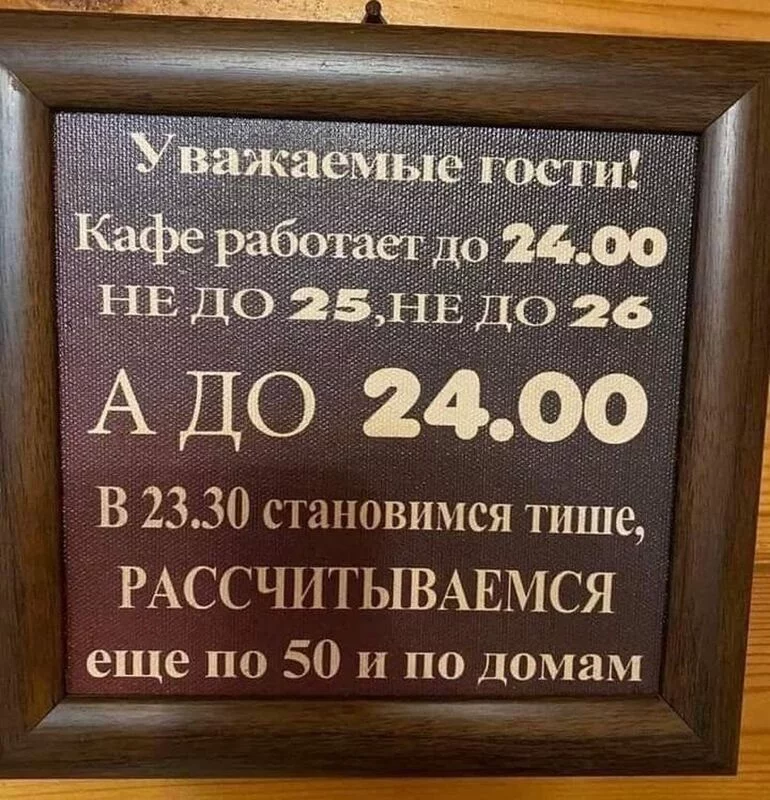 Уважаемые гости!
Кафе работает до 24.00
НЕ ДО 25,НЕ ДО 26
А ДО 24.00
В 23.30 становимся тише,
РАССЧИТЫВАЕМСЯ
еще по 50 и по домам